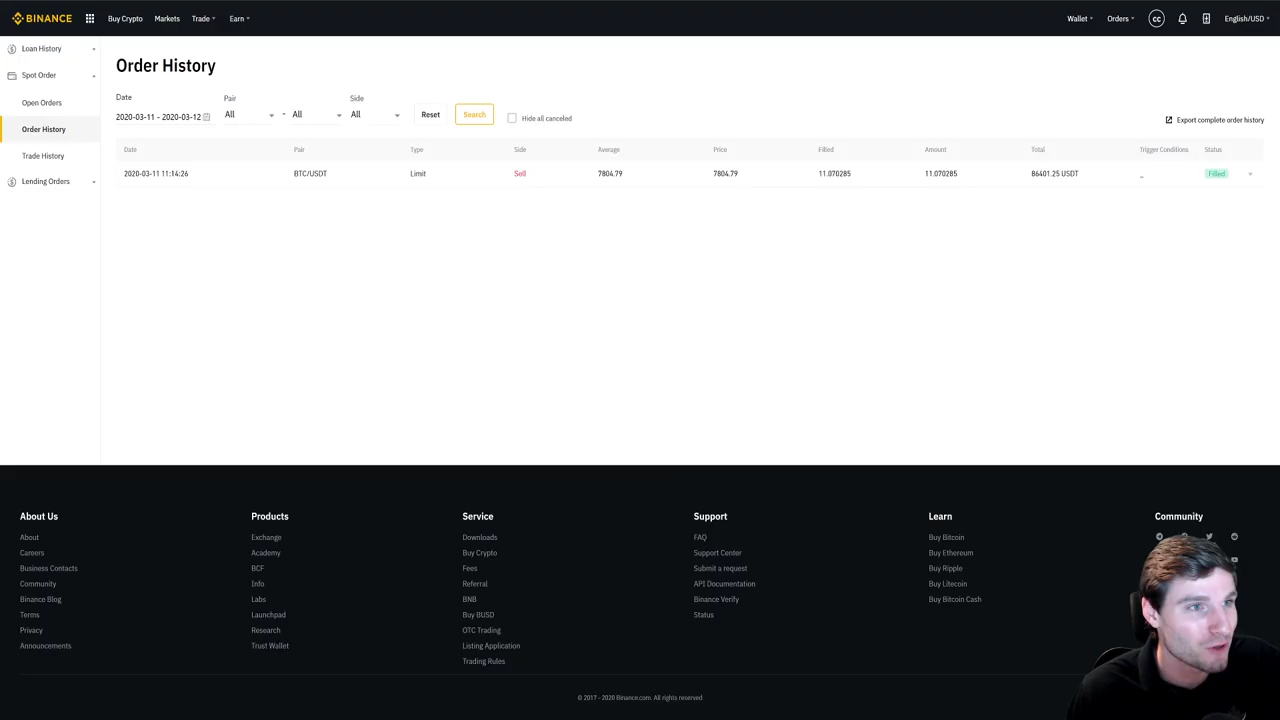 BINANCE Buy Crypto Markets Trade Earn Wallet Orders CC English/USD
Loan History
Spot Order
Open Orders
Order History
Trade History
Lending Orders
Order History
Date Pair Side
2020-03-11 - 2020-03-12 All - All All Reset Search Hide all canceled Export complete order history
Date Pair Type Side Average Price Filled Amount Total Trigger Conditions Status
2020-03-11 11:14:26 BTC/USDT Limit Sell 7804.79 7804.79 11.070285 11.070285 86401.25 USDT _ Filled
About Us
About
Careers
Business Contacts
Community
Binance Blog
Terms
Privacy
Announcements
Products
Exchange
Academy
BCF
Info
Labs
Launchpad
Research
Trust Wallet
Service
Downloads
Buy Crypto
Fees
Referral
BNB
Buy BUSD
OTC Trading
Listing Application
Trading Rules
Support
FAQ
Support Center
Submit a request
API Documentation
Binance Verify
Status
Learn
Buy Bitcoin
Buy Ethereum
Buy Ripple
Buy Litecoin
Buy Bitcoin Cash
Community
© 2017 - 2020 Binance.com. All rights reserved